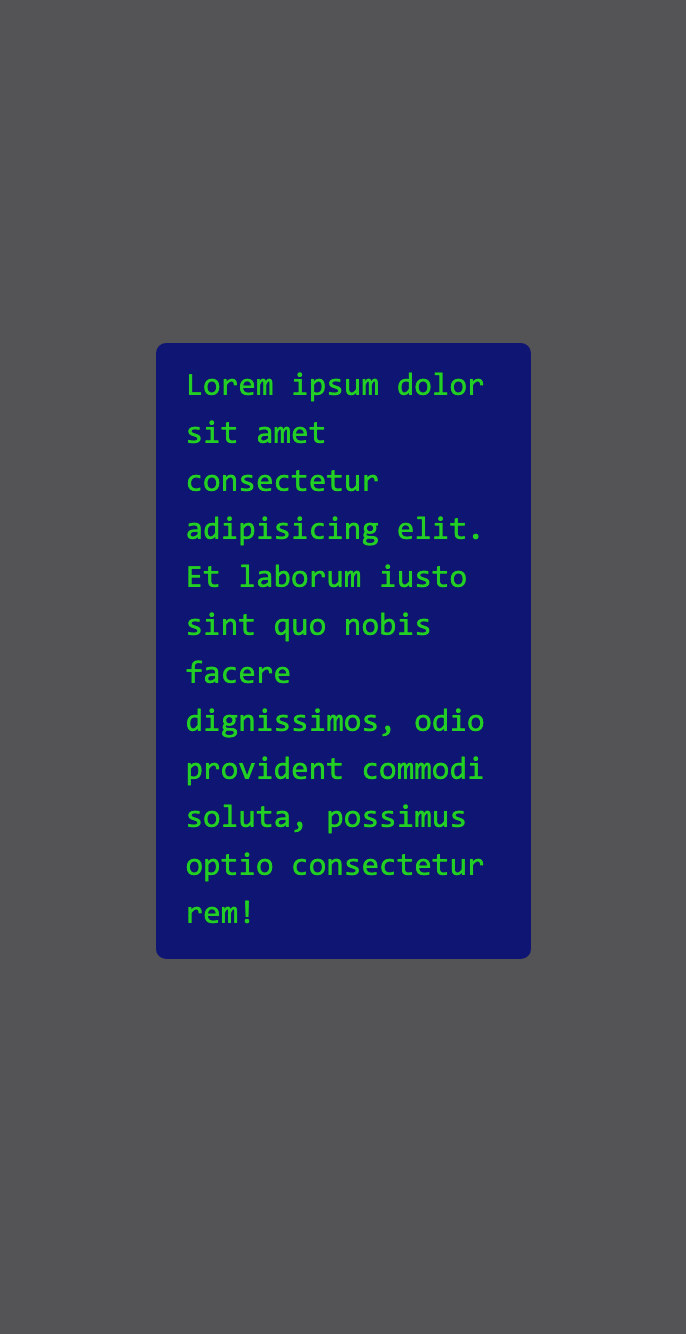 Lorem ipsum dolor
sit amet
consectetur
adipisicing elit.
Et laborum iusto
sint quo nobis
facere
dignissimos, odio
provident commodi
soluta, possimus
optio consectetur
rem!